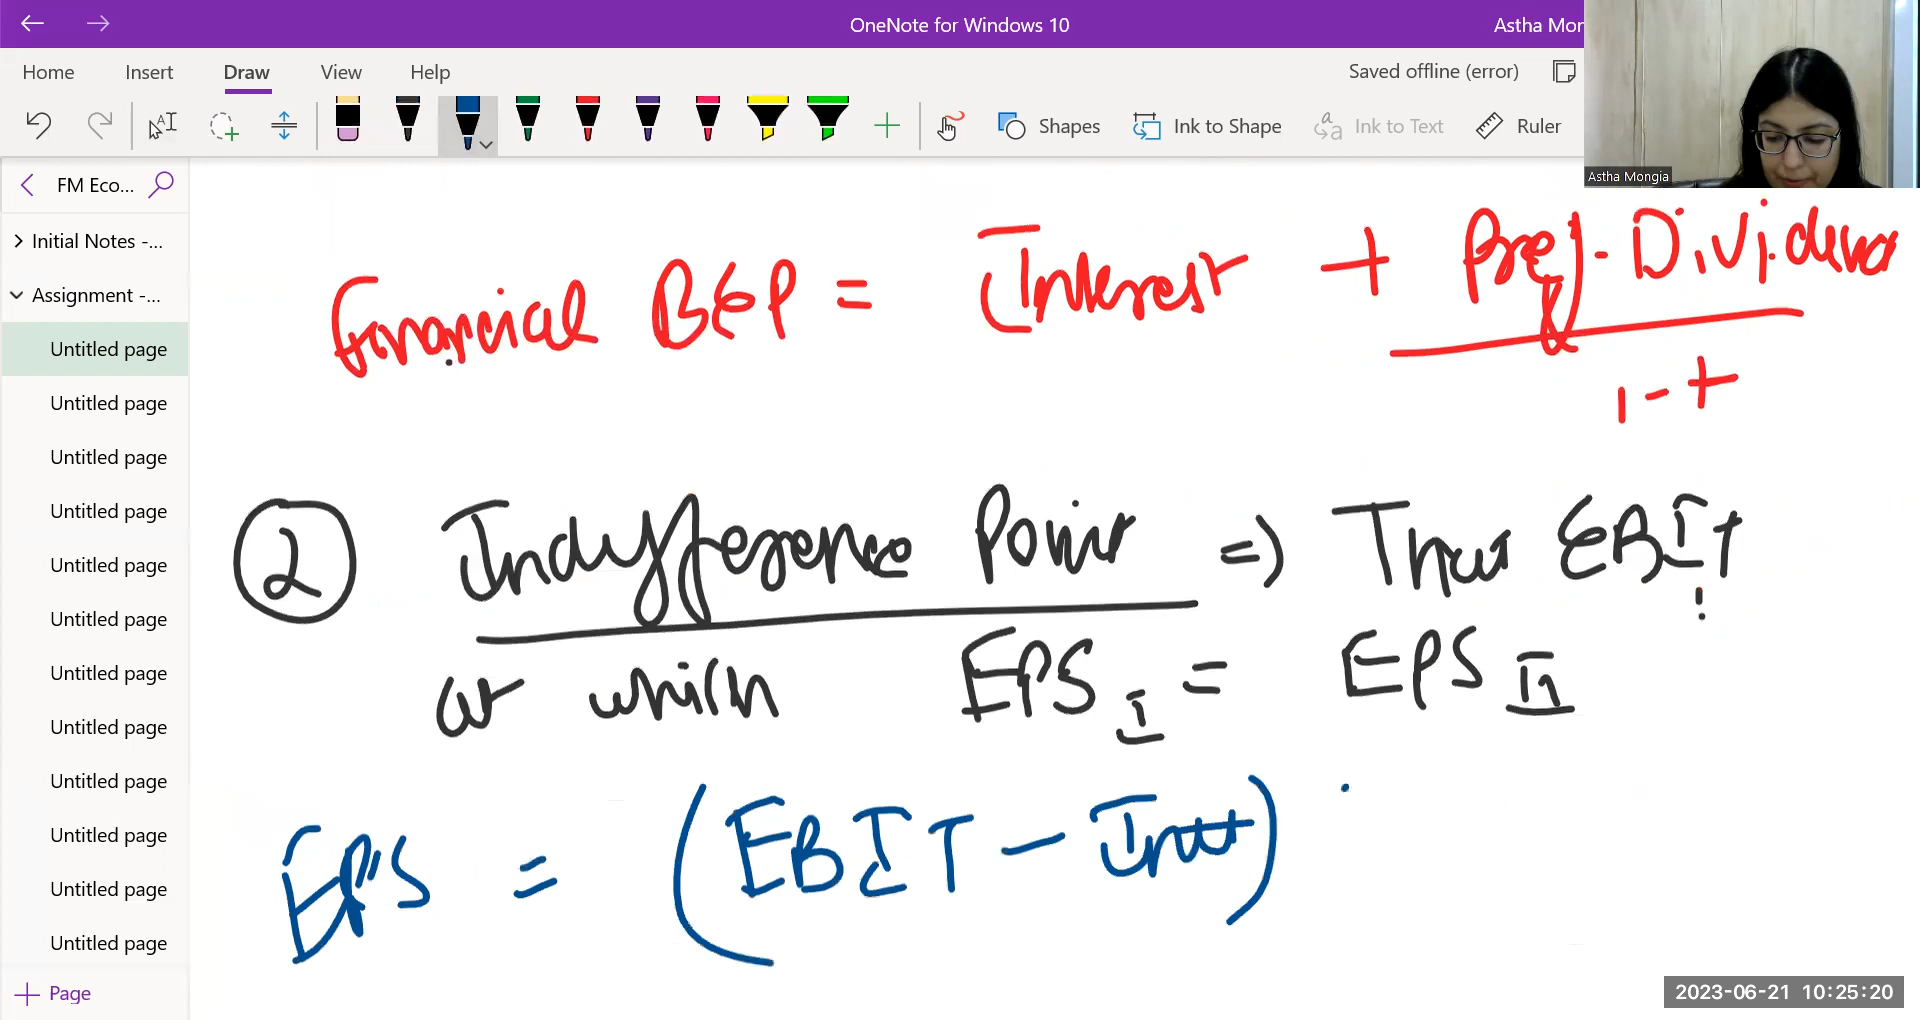 OneNote for Windows 10
Astha Mon
Home Insert Draw View Help
Saved offline (error)
Shapes Ink to Shape Ink to Text Ruler
Astha Mongia
FM Eco...
Initial Notes -...
Assignment -...
Untitled page
Untitled page
Untitled page
Untitled page
Untitled page
Untitled page
Untitled page
Untitled page
Untitled page
Untitled page
Untitled page
Untitled page
+ Page
Financial BEP = Interest + Pref. Dividend
1-t
2 Indifference Point => That EBIT
at which EPS I = EPS II
EPS = (EBIT - Int)
2023-06-21 10:25:20